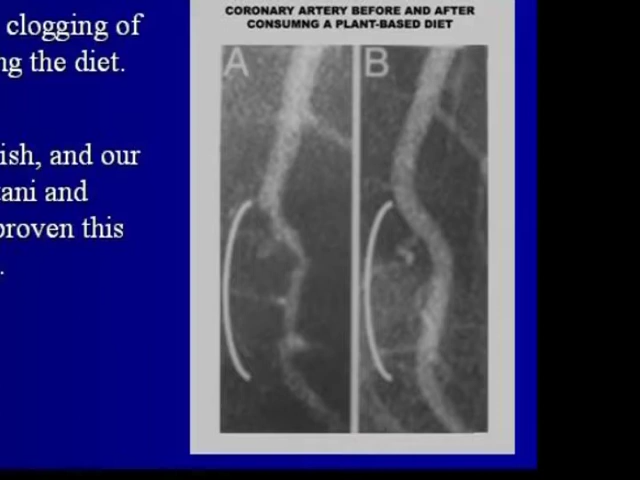 clogging of
ng the diet.
ish, and our
tani and
proven this
.
CORONARY ARTERY BEFORE AND AFTER
CONSUMNG A PLANT-BASED DIET
A B